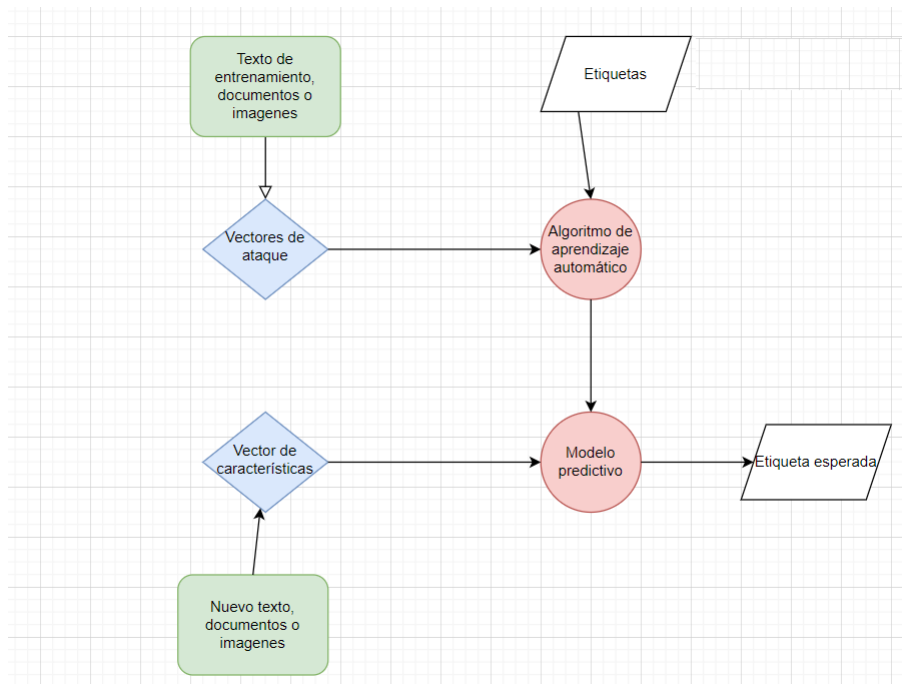 Texto de
entrenamiento,
documentos o
imagenes
Etiquetas
Vectores de
ataque
Algoritmo de
aprendizaje
automático
Vector de
características
Modelo
predictivo
Etiqueta esperada
Nuevo texto,
documentos o
imagenes